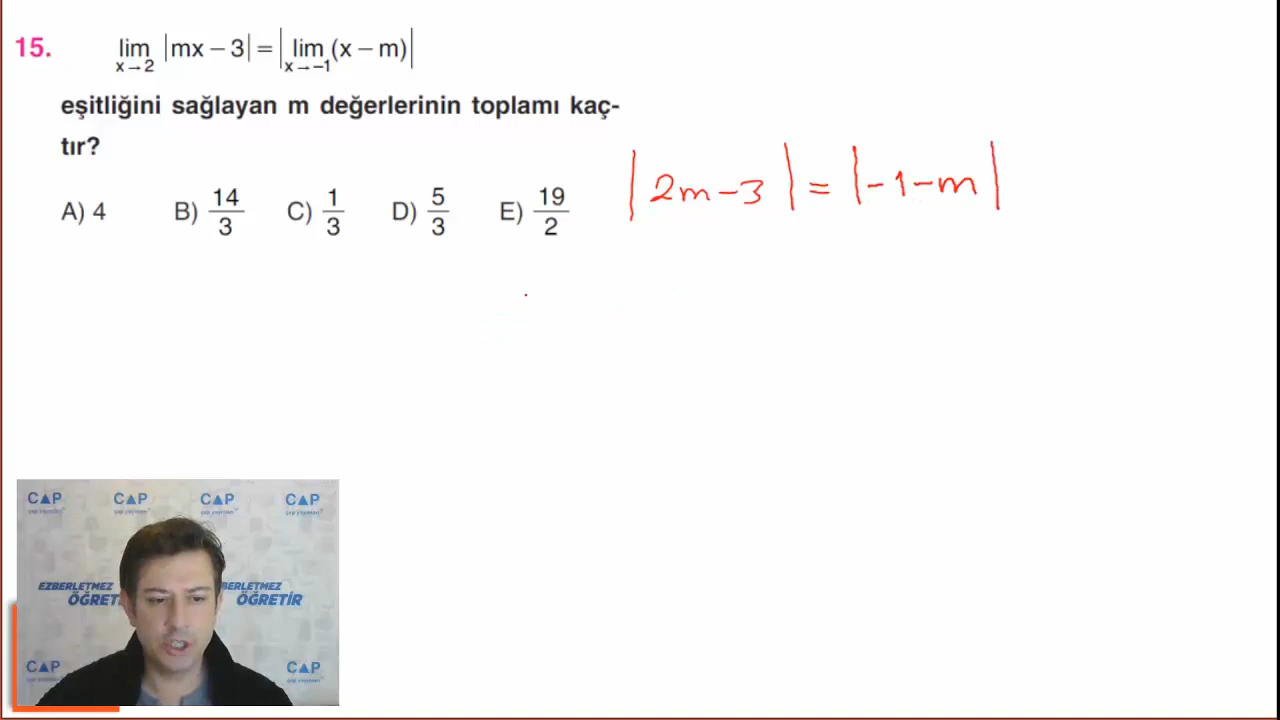 15. lim x→2 |mx − 3| = |lim x→−1 (x − m)|
eşitliğini sağlayan m değerlerinin toplamı kaç-
tır?
A) 4 B) 14/3 C) 1/3 D) 5/3 E) 19/2
|2m − 3| = |−1 − m|
CAP CAP CAP CAP
EZBERLETMEZ BERLETMEZ
ÖĞRETİ ÖĞRETİR
CAP CAP